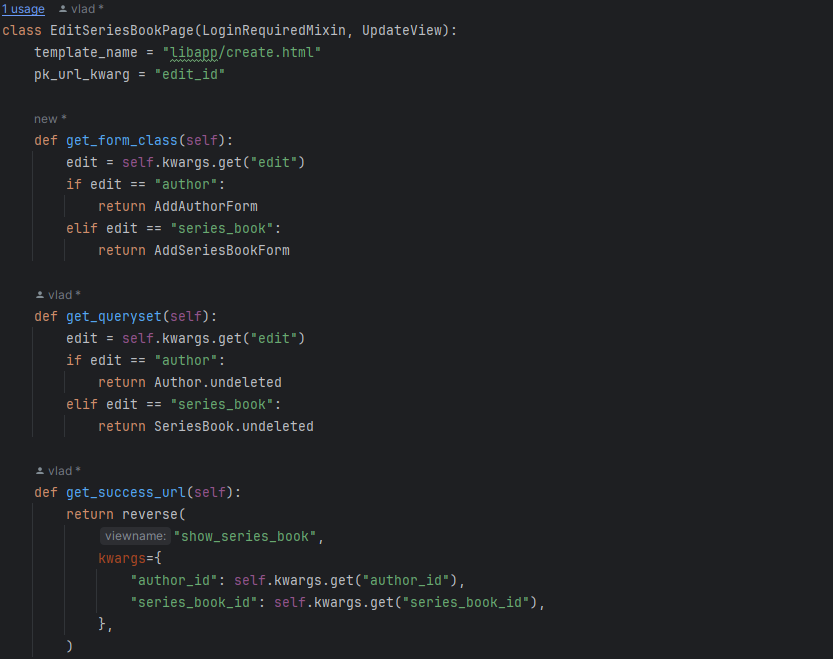 1 usage vlad *
class EditSeriesBookPage(LoginRequiredMixin, UpdateView):
    template_name = "libapp/create.html"
    pk_url_kwarg = "edit_id"

    new *
    def get_form_class(self):
        edit = self.kwargs.get("edit")
        if edit == "author":
            return AddAuthorForm
        elif edit == "series_book":
            return AddSeriesBookForm

    vlad *
    def get_queryset(self):
        edit = self.kwargs.get("edit")
        if edit == "author":
            return Author.undeleted
        elif edit == "series_book":
            return SeriesBook.undeleted

    vlad *
    def get_success_url(self):
        return reverse(
            viewname: "show_series_book",
            kwargs={
                "author_id": self.kwargs.get("author_id"),
                "series_book_id": self.kwargs.get("series_book_id"),
            },
        )